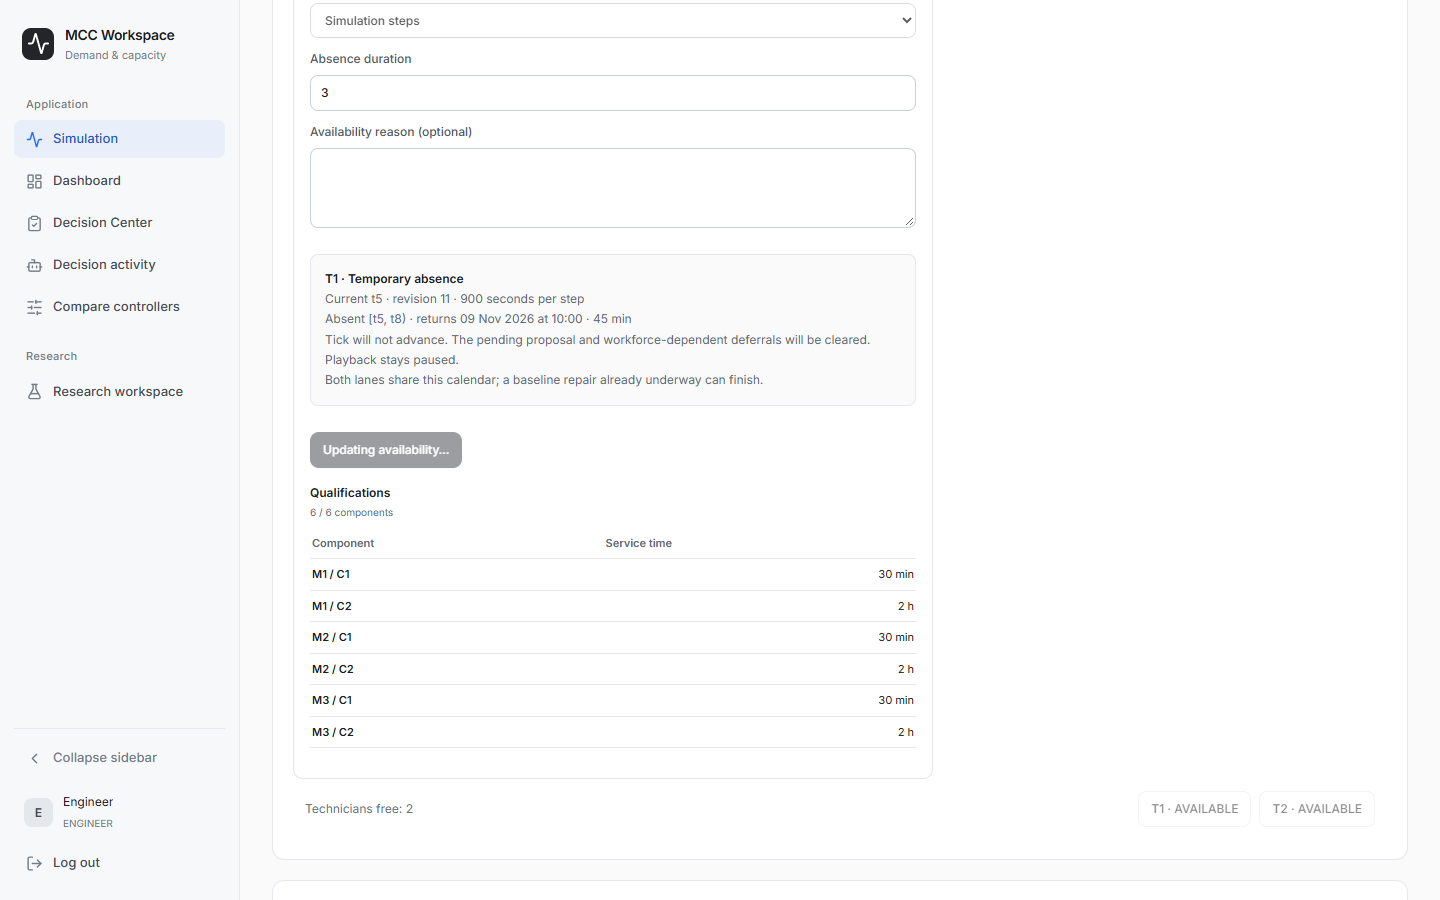 MCC Workspace
Demand & capacity
Application
Simulation
Dashboard
Decision Center
Decision activity
Compare controllers
Research
Research workspace
Collapse sidebar
E
Engineer
ENGINEER
Log out
Simulation steps
Absence duration
3
Availability reason (optional)
T1 · Temporary absence
Current t5 · revision 11 · 900 seconds per step
Absent [t5, t8) · returns 09 Nov 2026 at 10:00 · 45 min
Tick will not advance. The pending proposal and workforce-dependent deferrals will be cleared.
Playback stays paused.
Both lanes share this calendar; a baseline repair already underway can finish.
Updating availability...
Qualifications
6 / 6 components
Component Service time
M1 / C1 30 min
M1 / C2 2 h
M2 / C1 30 min
M2 / C2 2 h
M3 / C1 30 min
M3 / C2 2 h
Technicians free: 2
T1 · AVAILABLE
T2 · AVAILABLE